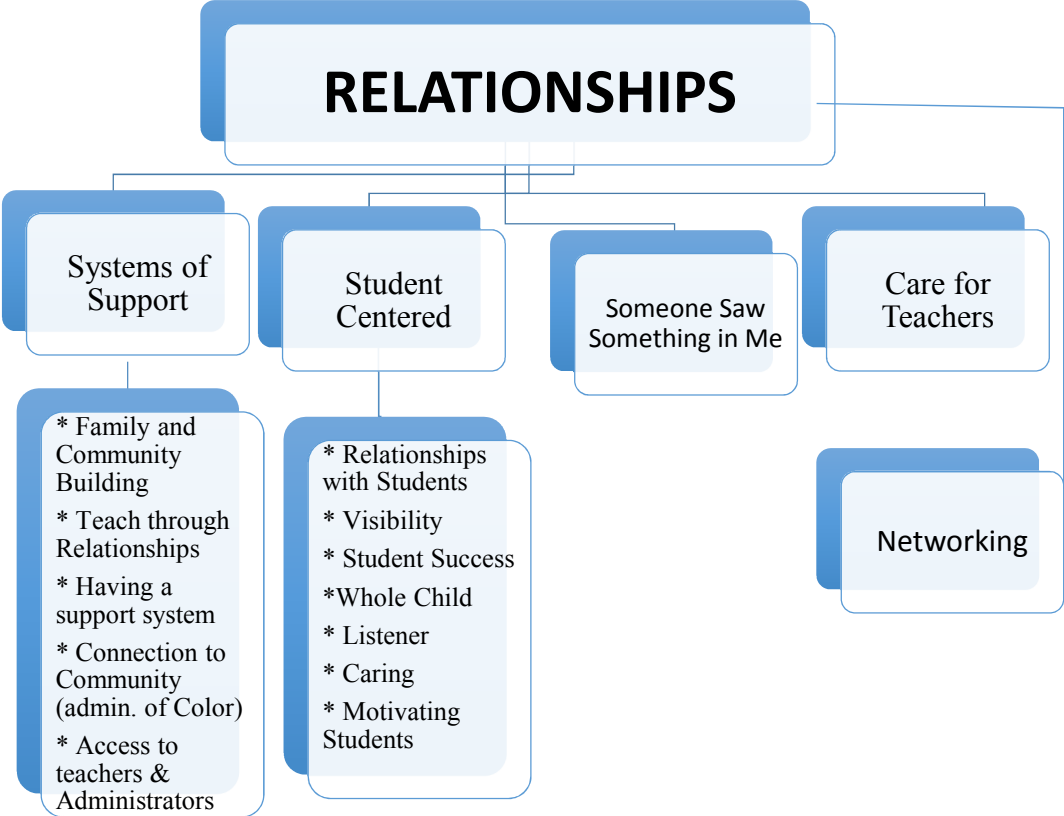 RELATIONSHIPS
Systems of
Support
Student
Centered
Someone Saw
Something in Me
Care for
Teachers
* Family and
Community
Building
* Teach through
Relationships
* Having a
support system
* Connection to
Community
(admin. of Color)
* Access to
teachers &
Administrators
* Relationships
with Students
* Visibility
* Student Success
*Whole Child
* Listener
* Caring
* Motivating
Students
Networking